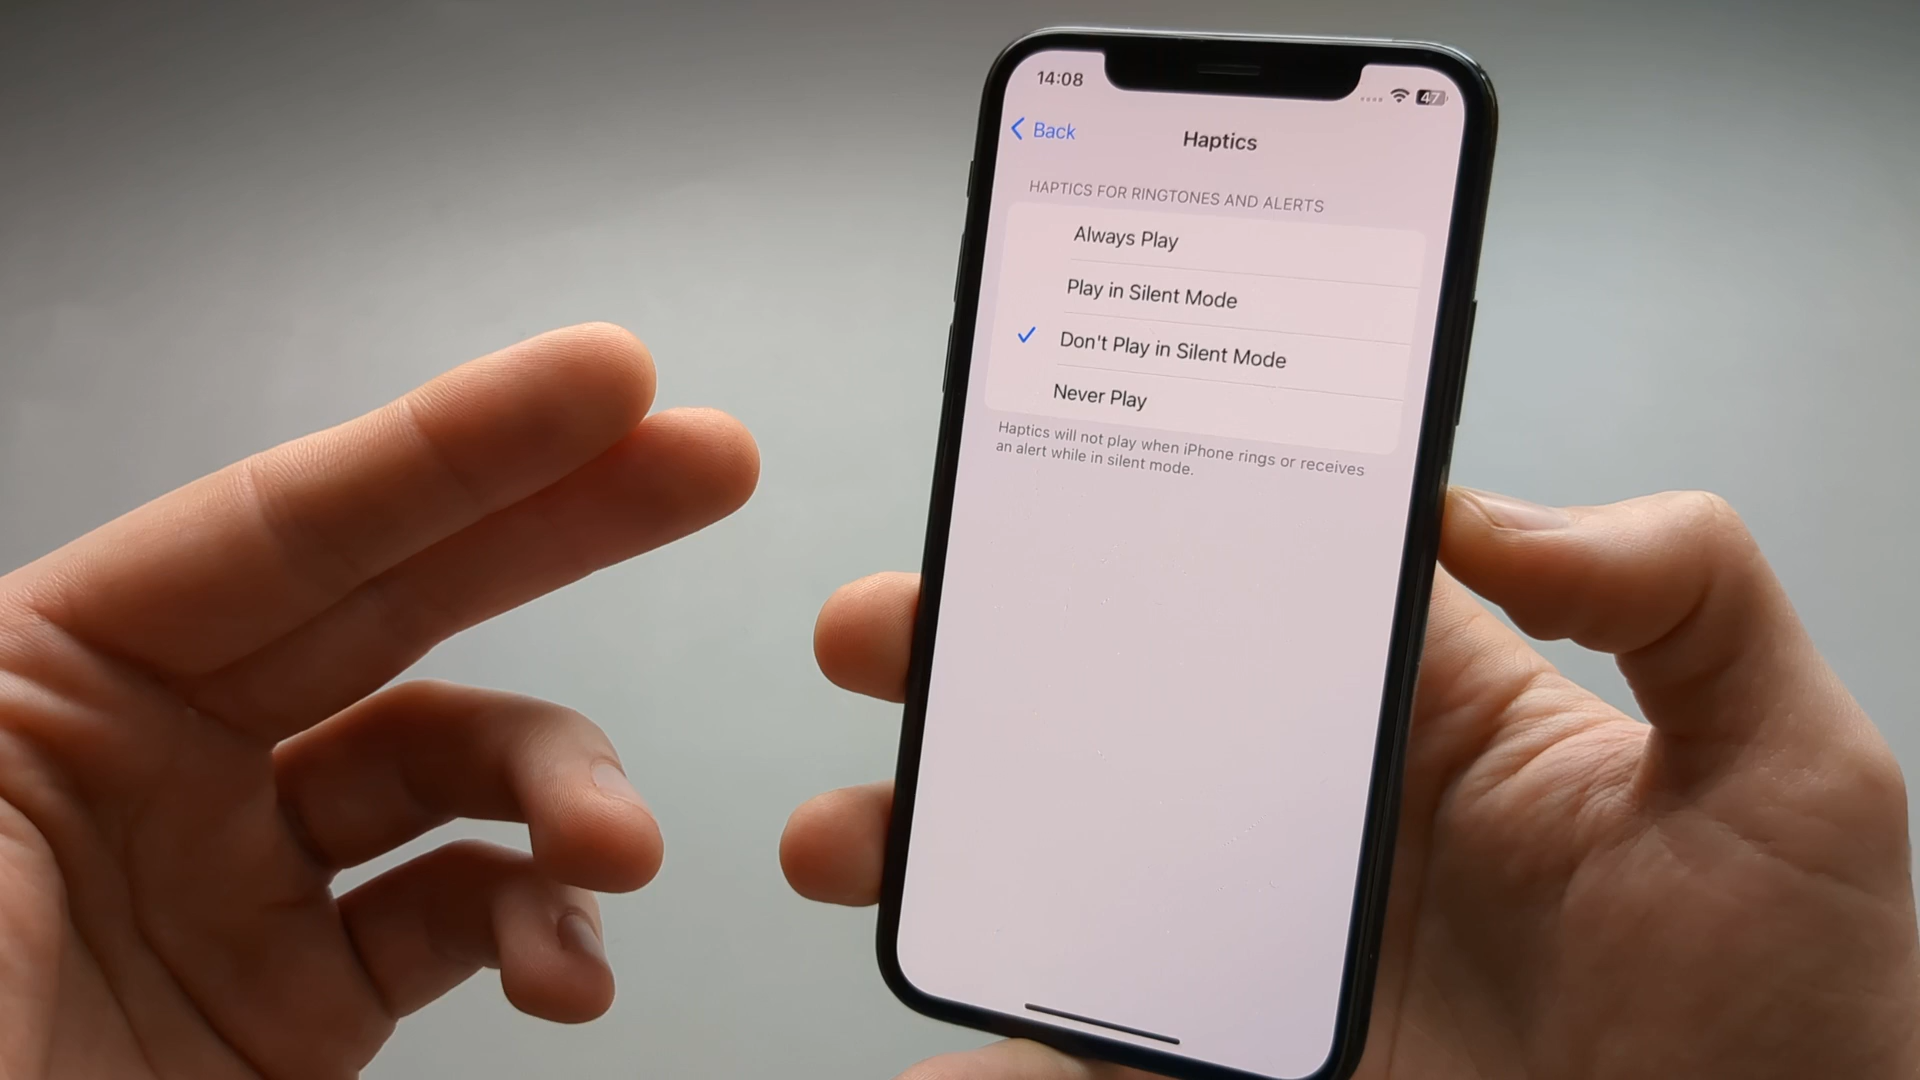 14:08
47
Back
Haptics
HAPTICS FOR RINGTONES AND ALERTS
Always Play
Play in Silent Mode
Don't Play in Silent Mode
Never Play
Haptics will not play when iPhone rings or receives
an alert while in silent mode.